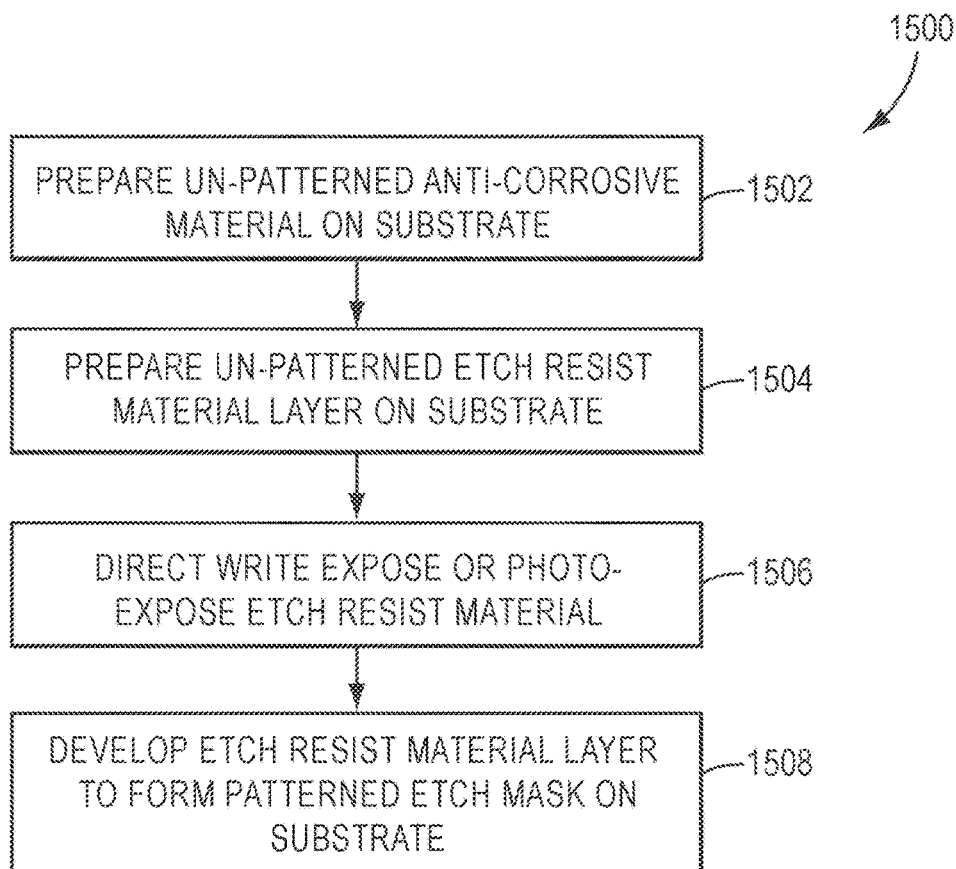 1500
PREPARE UN-PATTERNED ANTI-CORROSIVE
MATERIAL ON SUBSTRATE
1502
PREPARE UN-PATTERNED ETCH RESIST
MATERIAL LAYER ON SUBSTRATE
1504
DIRECT WRITE EXPOSE OR PHOTO-
EXPOSE ETCH RESIST MATERIAL
1506
DEVELOP ETCH RESIST MATERIAL LAYER
TO FORM PATTERNED ETCH MASK ON
SUBSTRATE
1508